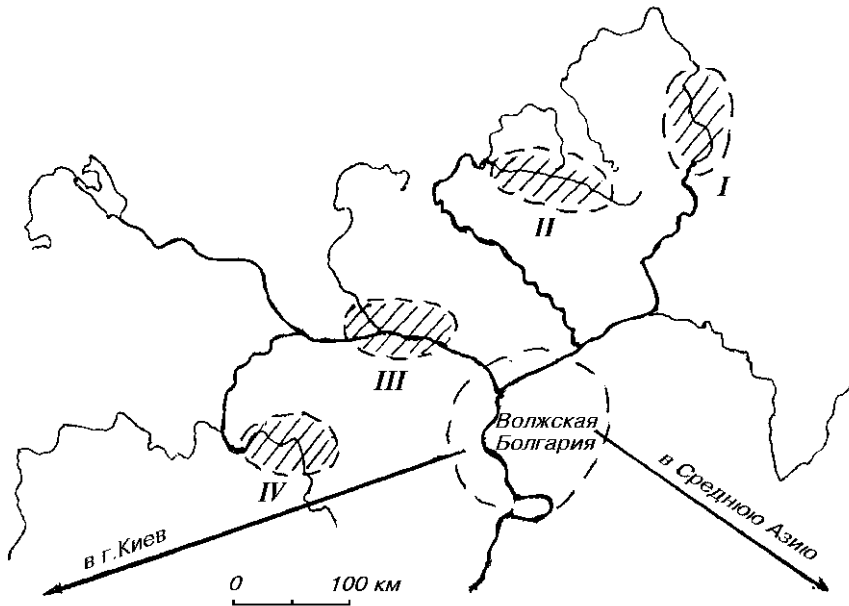 I
II
III
Волжская
Болгария
IV
в г.Киев
в Среднюю Азию
0 100 км